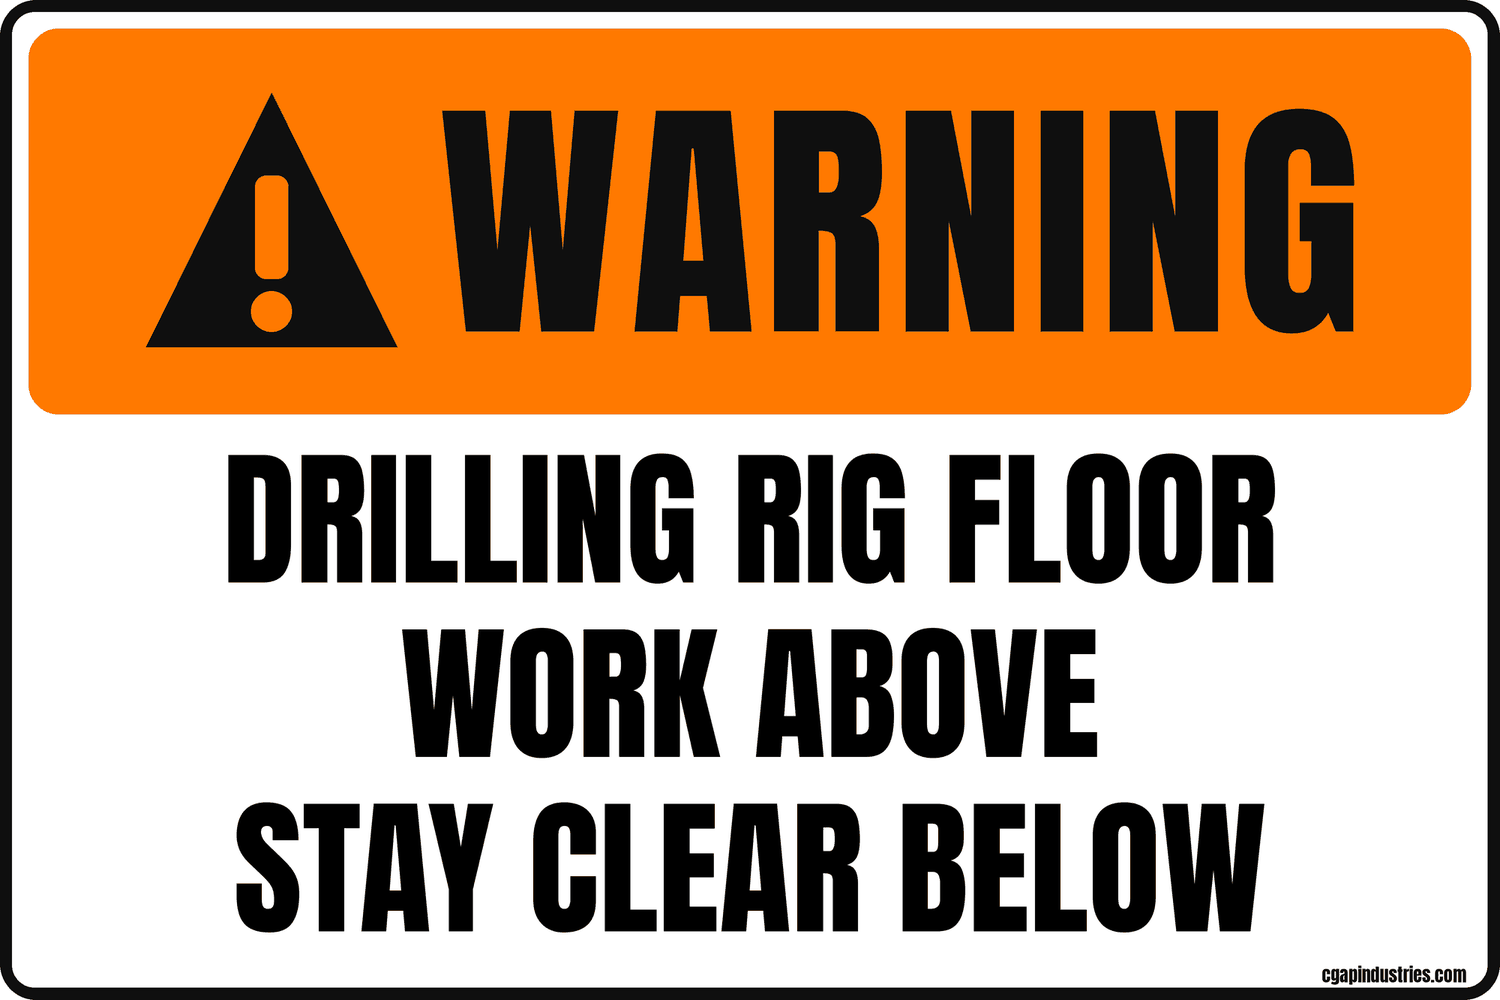 WARNING
DRILLING RIG FLOOR
WORK ABOVE
STAY CLEAR BELOW
cgapindustries.com